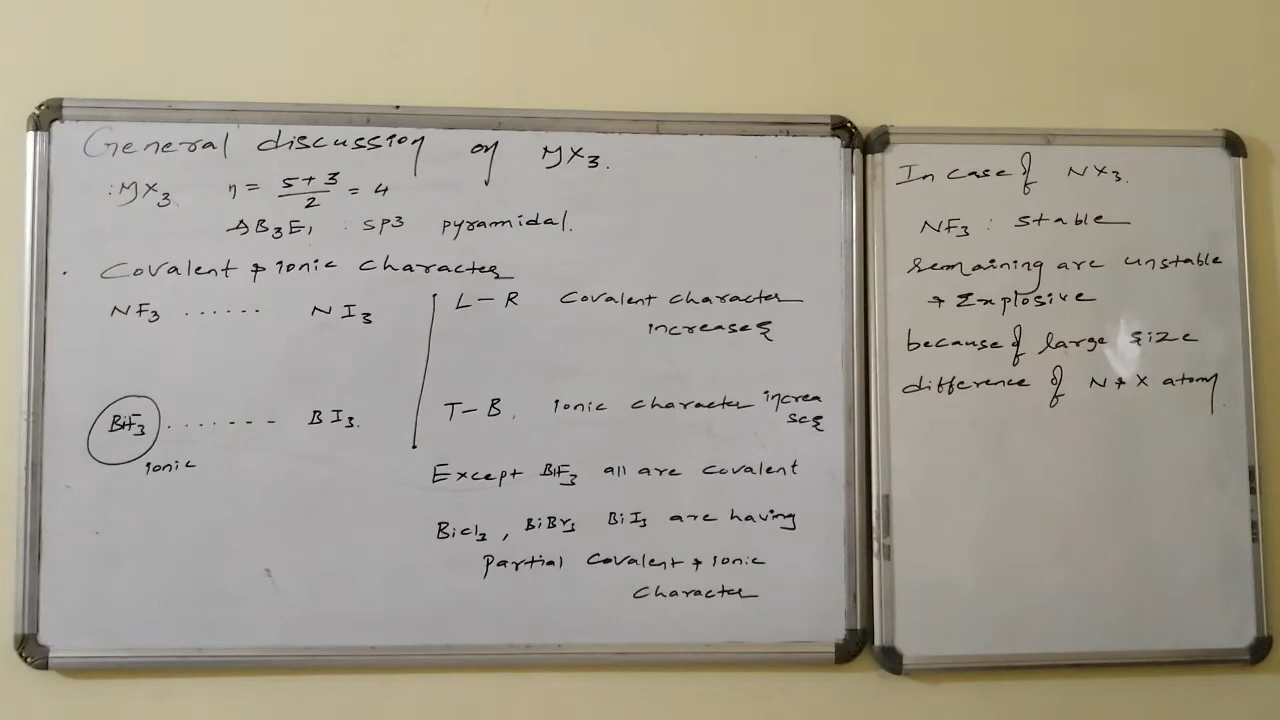 General discussion of MX₃.
:MX₃ η = 5+3/2 = 4
AB₃E₁ : sp3 pyramidal.
. Covalent & ionic character
NF₃ ...... NI₃
L-R Covalent character
increases
BiF₃ ....... BI₃.
ionic
T-B. ionic character increa
ses
Except BiF₃ all are covalent
BiCl₃, BiBr₃ BiI₃ are having
partial covalent & ionic
character
In case of NX₃.
NF₃ : stable
remaining are unstable
& Explosive
because of large size
difference of N & X atom